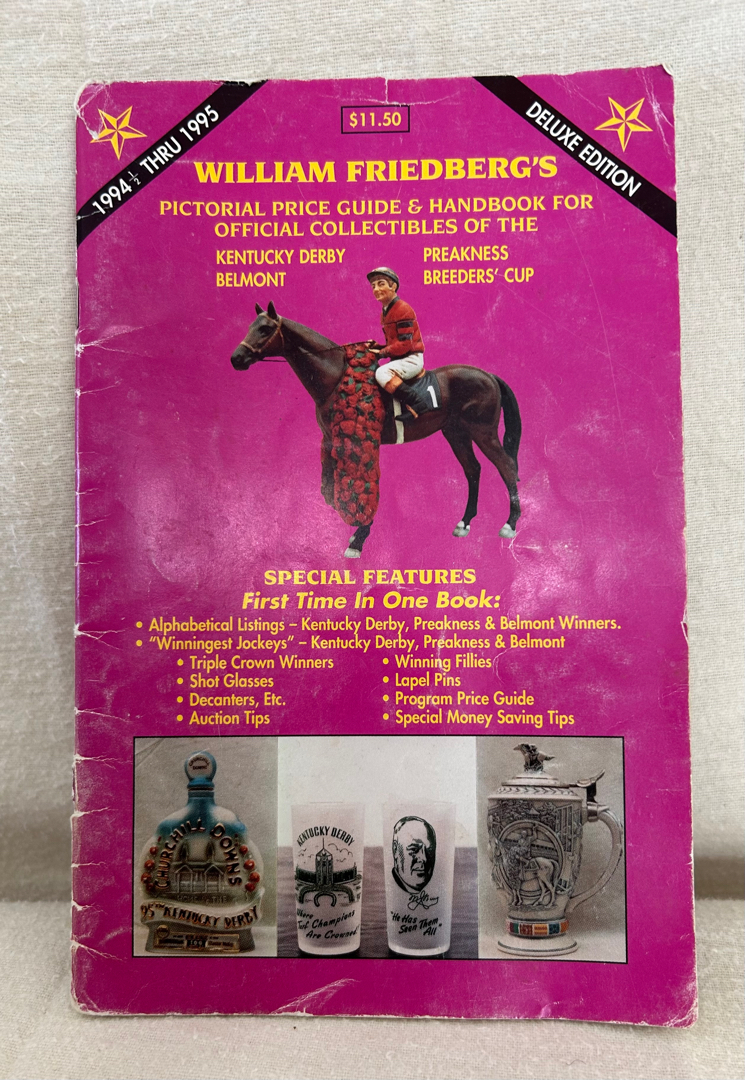 1994 1/2 THRU 1995
$11.50
DELUXE EDITION
WILLIAM FRIEDBERG'S
PICTORIAL PRICE GUIDE & HANDBOOK FOR
OFFICIAL COLLECTIBLES OF THE
KENTUCKY DERBY
PREAKNESS
BELMONT
BREEDERS' CUP
1
SPECIAL FEATURES
First Time In One Book:
• Alphabetical Listings – Kentucky Derby, Preakness & Belmont Winners.
• "Winningest Jockeys" – Kentucky Derby, Preakness & Belmont
• Triple Crown Winners
• Winning Fillies
• Shot Glasses
• Lapel Pins
• Decanters, Etc.
• Program Price Guide
• Auction Tips
• Special Money Saving Tips
CHURCHILL DOWNS
95TH KENTUCKY DERBY
KENTUCKY DERBY
Where
Turf Champions
Are Crowned
"He Has
Seen Them
All"